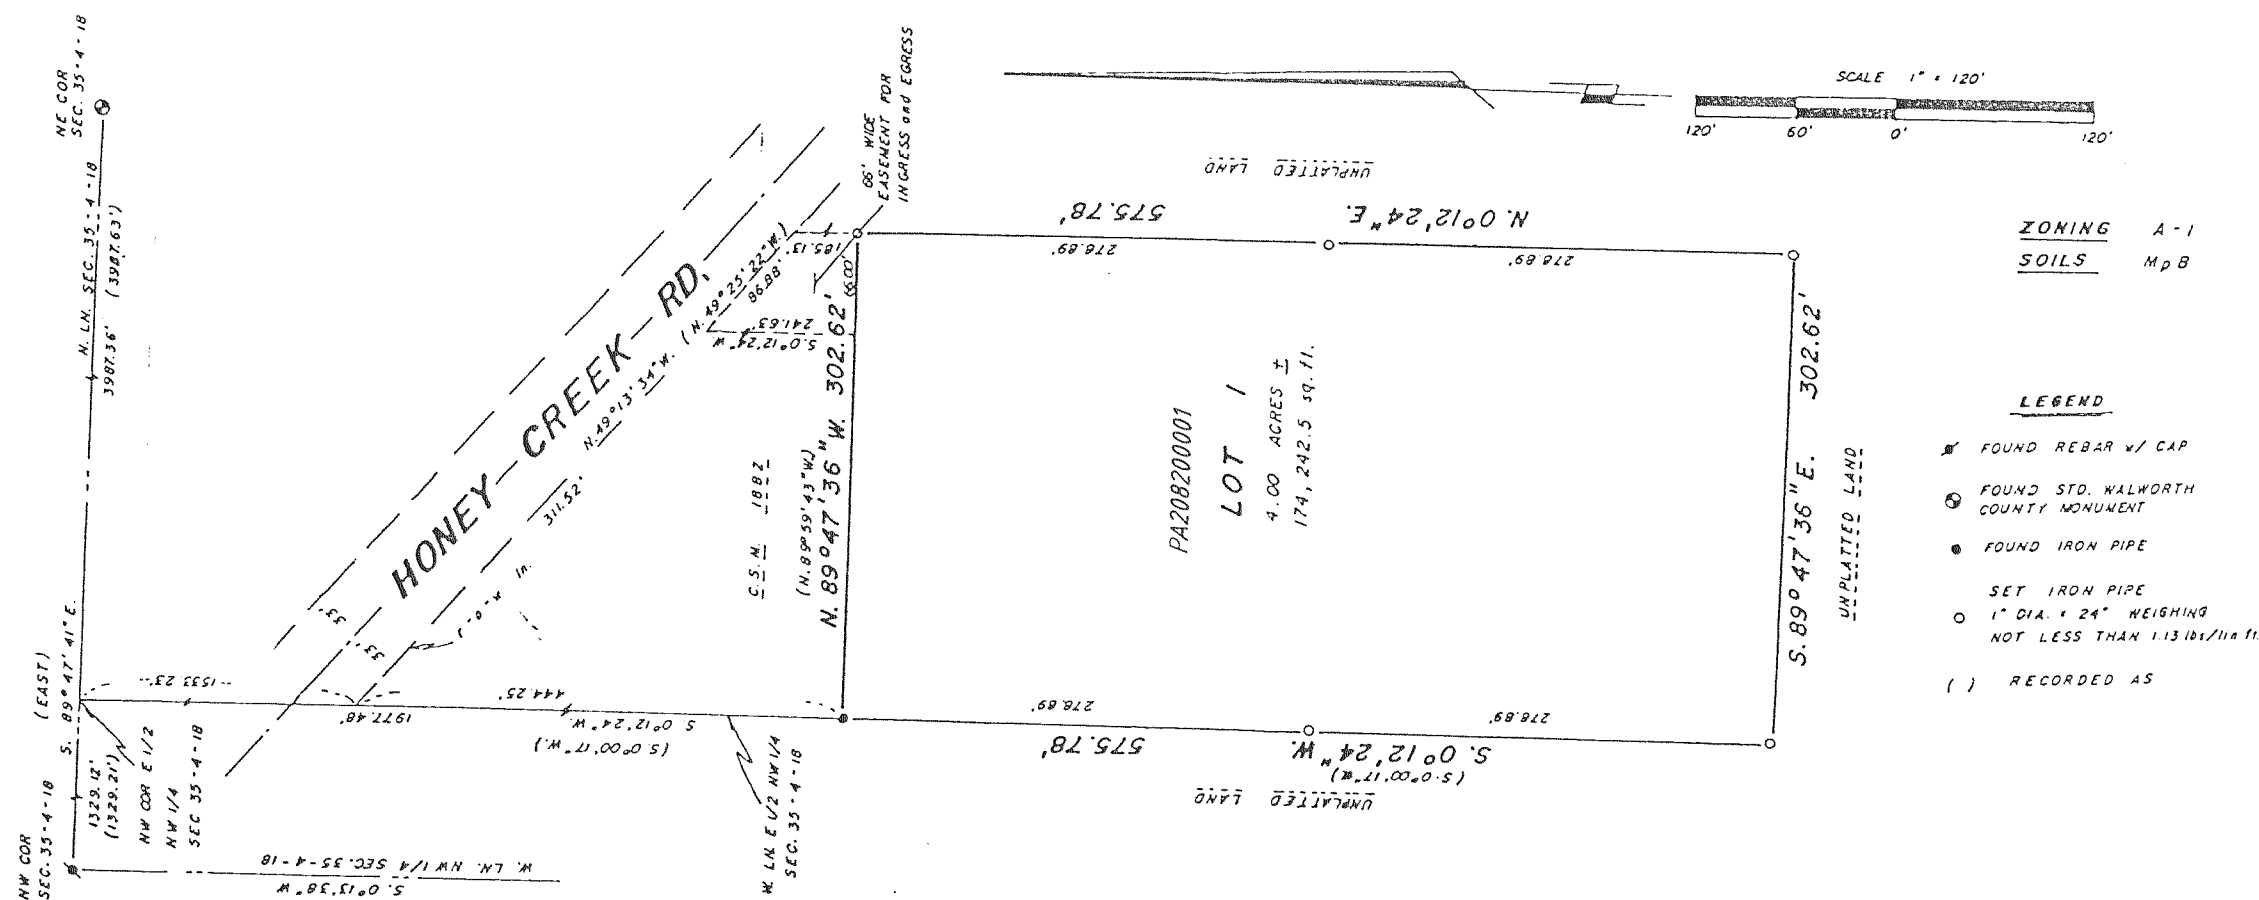 NE COR
SEC. 35-4-18
N. LN. SEC. 35-4-18
3987.36' (3987.63')
(EAST)
S. 89°47'41"E.
NW COR
SEC. 35-4-18
1329.12'
(1329.21')
NW COR E 1/2
NW 1/4
SEC 35-4-18
S. 0°13'38"W
W. LN. NW 1/4 SEC. 35-4-18
1533.23'
444.25'
1977.48'
S 0°12'24"W.
(S 0°00'17"W.)
W. LN. E 1/2 NW 1/4
SEC. 35-4-18
HONEY CREEK RD.
33'
33'
r-o-w ln.
311.52'
N. 49°13'34"W. (N. 49°25'22"W.)
86.88'
185.13'
241.63'
S. 0°12'24"W
66' WIDE
EASEMENT FOR
INGRESS and EGRESS
66.00'
C.S.M. 1882
(N. 89°59'43"W.)
N. 89°47'36"W. 302.62'
UNPLATTED LAND
N. 0°12'24"E. 575.78'
278.89'
278.89'
PA208200001
LOT 1
4.00 ACRES ±
174,242.5 sq. ft.
278.89'
278.89'
S. 0°12'24"W. 575.78'
(S. 0°00'17"W.)
UNPLATTED LAND
S. 89°47'36"E. 302.62'
UNPLATTED LAND
SCALE 1" = 120'
120' 60' 0' 120'
ZONING A-1
SOILS MpB
LEGEND
FOUND REBAR w/ CAP
FOUND STD. WALWORTH
COUNTY MONUMENT
FOUND IRON PIPE
SET IRON PIPE
1" DIA. x 24" WEIGHING
NOT LESS THAN 1.13 lbs/lin ft.
( ) RECORDED AS